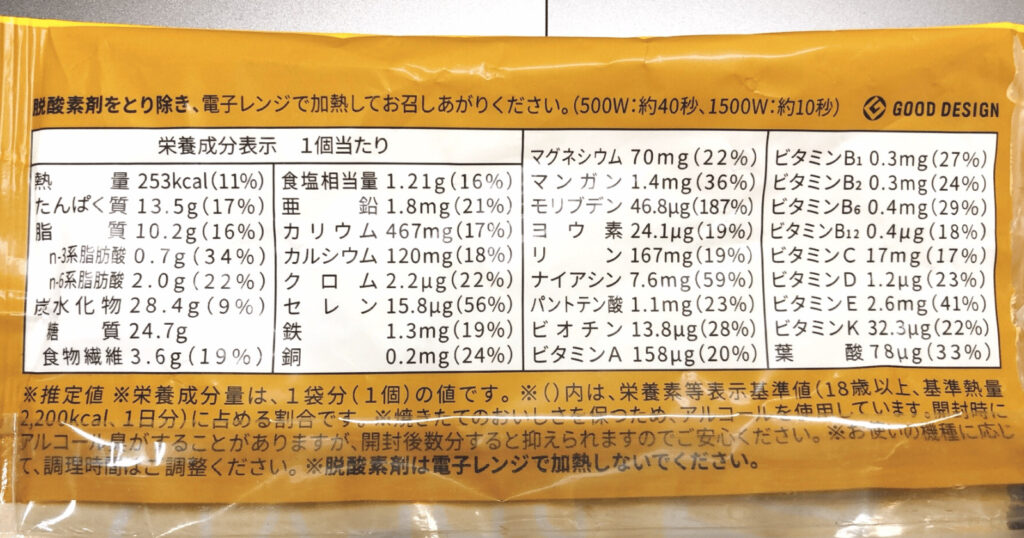 脱酸素剤をとり除き、電子レンジで加熱してお召しあがりください。(500W:約40秒、1500W:約10秒) GOOD DESIGN
栄養成分表示 1個当たり
熱量 253kcal(11%)
たんぱく質 13.5g(17%)
脂質 10.2g(16%)
n-3系脂肪酸 0.7g(34%)
n-6系脂肪酸 2.0g(22%)
炭水化物 28.4g(9%)
糖質 24.7g
食物繊維 3.6g(19%)
食塩相当量 1.21g(16%)
亜鉛 1.8mg(21%)
カリウム 467mg(17%)
カルシウム 120mg(18%)
クロム 2.2μg(22%)
セレン 15.8μg(56%)
鉄 1.3mg(19%)
銅 0.2mg(24%)
マグネシウム 70mg(22%)
マンガン 1.4mg(36%)
モリブデン 46.8μg(187%)
ヨウ素 24.1μg(19%)
リン 167mg(19%)
ナイアシン 7.6mg(59%)
パントテン酸 1.1mg(23%)
ビオチン 13.8μg(28%)
ビタミンA 158μg(20%)
ビタミンB1 0.3mg(27%)
ビタミンB2 0.3mg(24%)
ビタミンB6 0.4mg(29%)
ビタミンB12 0.4μg(18%)
ビタミンC 17mg(17%)
ビタミンD 1.2μg(23%)
ビタミンE 2.6mg(41%)
ビタミンK 32.3μg(22%)
葉酸 78μg(33%)
※推定値 ※栄養成分量は、1袋分(1個)の値です。※()内は、栄養素等表示基準値(18歳以上、基準熱量
2,200kcal、1日分)に占める割合です。※焼きたてのおいしさを保つため、アルコールを使用しています。開封時に
アルコール臭がすることがありますが、開封後数分すると抑えられますのでご安心ください。※お使いの機種に応じ
て、調理時間はご調整ください。※脱酸素剤は電子レンジで加熱しないでください。